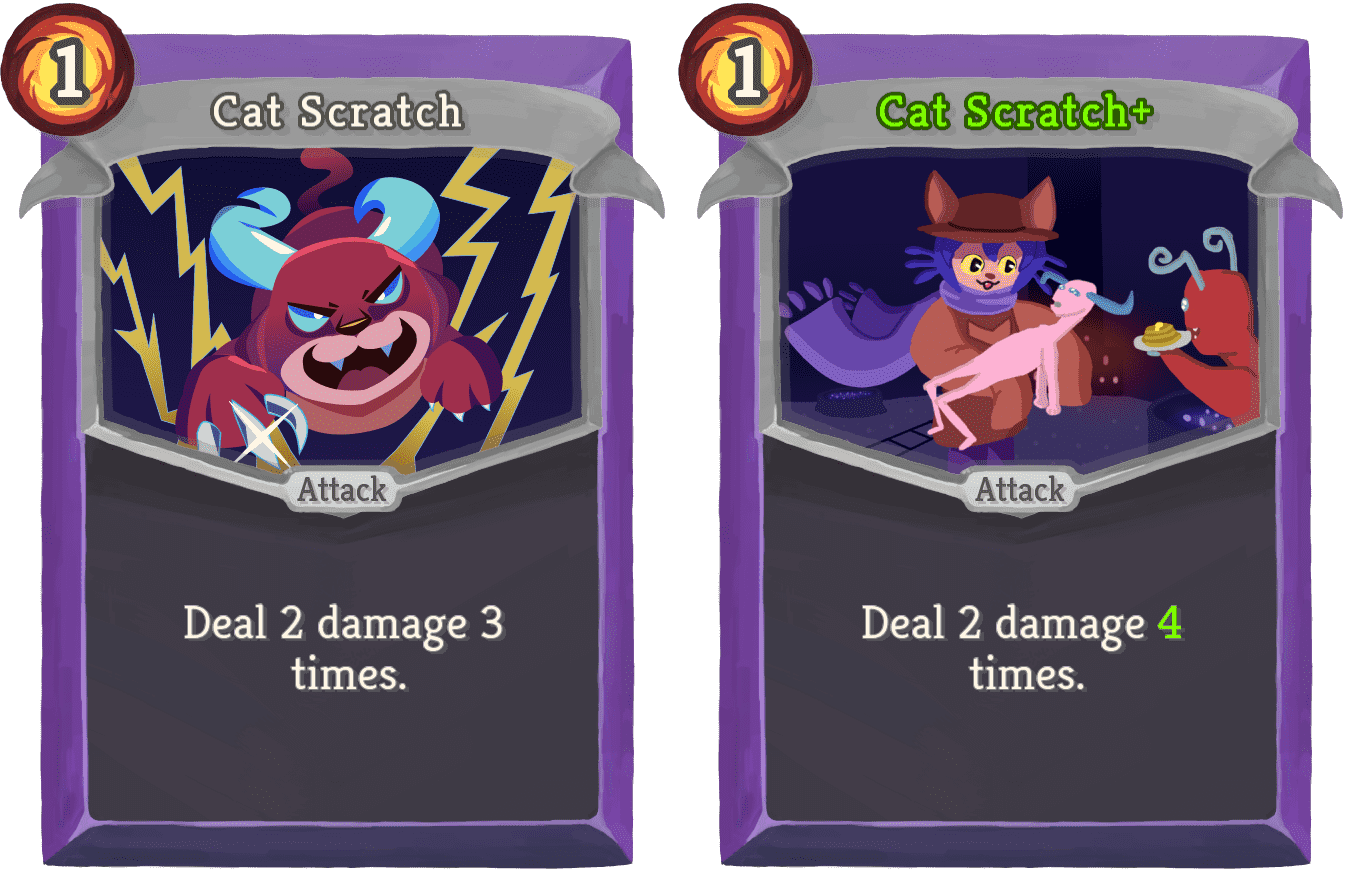 1
Cat Scratch
Attack
Deal 2 damage 3
times.
1
Cat Scratch+
Attack
Deal 2 damage 4
times.